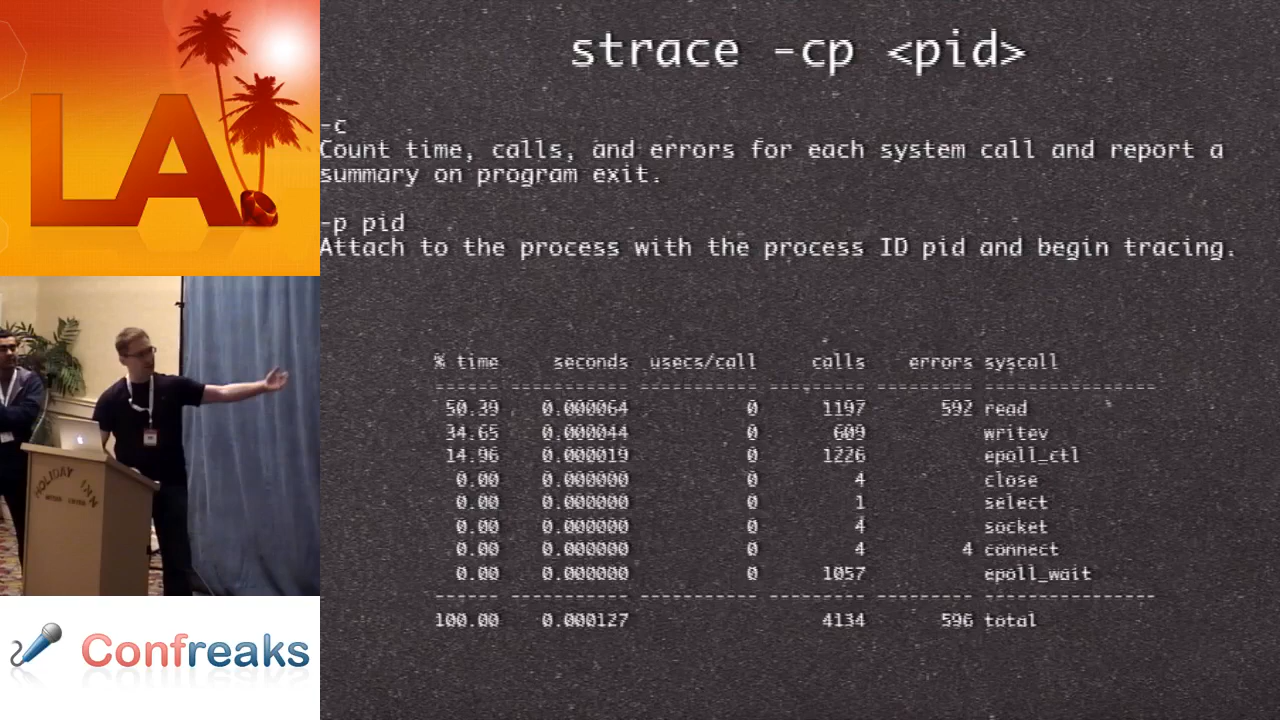 LA.
strace -cp <pid>
-c
Count time, calls, and errors for each system call and report a
summary on program exit.
-p pid
Attach to the process with the process ID pid and begin tracing.
% time seconds usecs/call calls errors syscall
------ ----------- ----------- --------- --------- ----------------
50.39 0.000064 0 1197 592 read
34.65 0.000044 0 609 writev
14.96 0.000019 0 1226 epoll_ctl
0.00 0.000000 0 4 close
0.00 0.000000 0 1 select
0.00 0.000000 0 4 socket
0.00 0.000000 0 4 4 connect
0.00 0.000000 0 1057 epoll_wait
------ ----------- ----------- --------- --------- ----------------
100.00 0.000127 4134 596 total
HOLIDAY INN
Confreaks